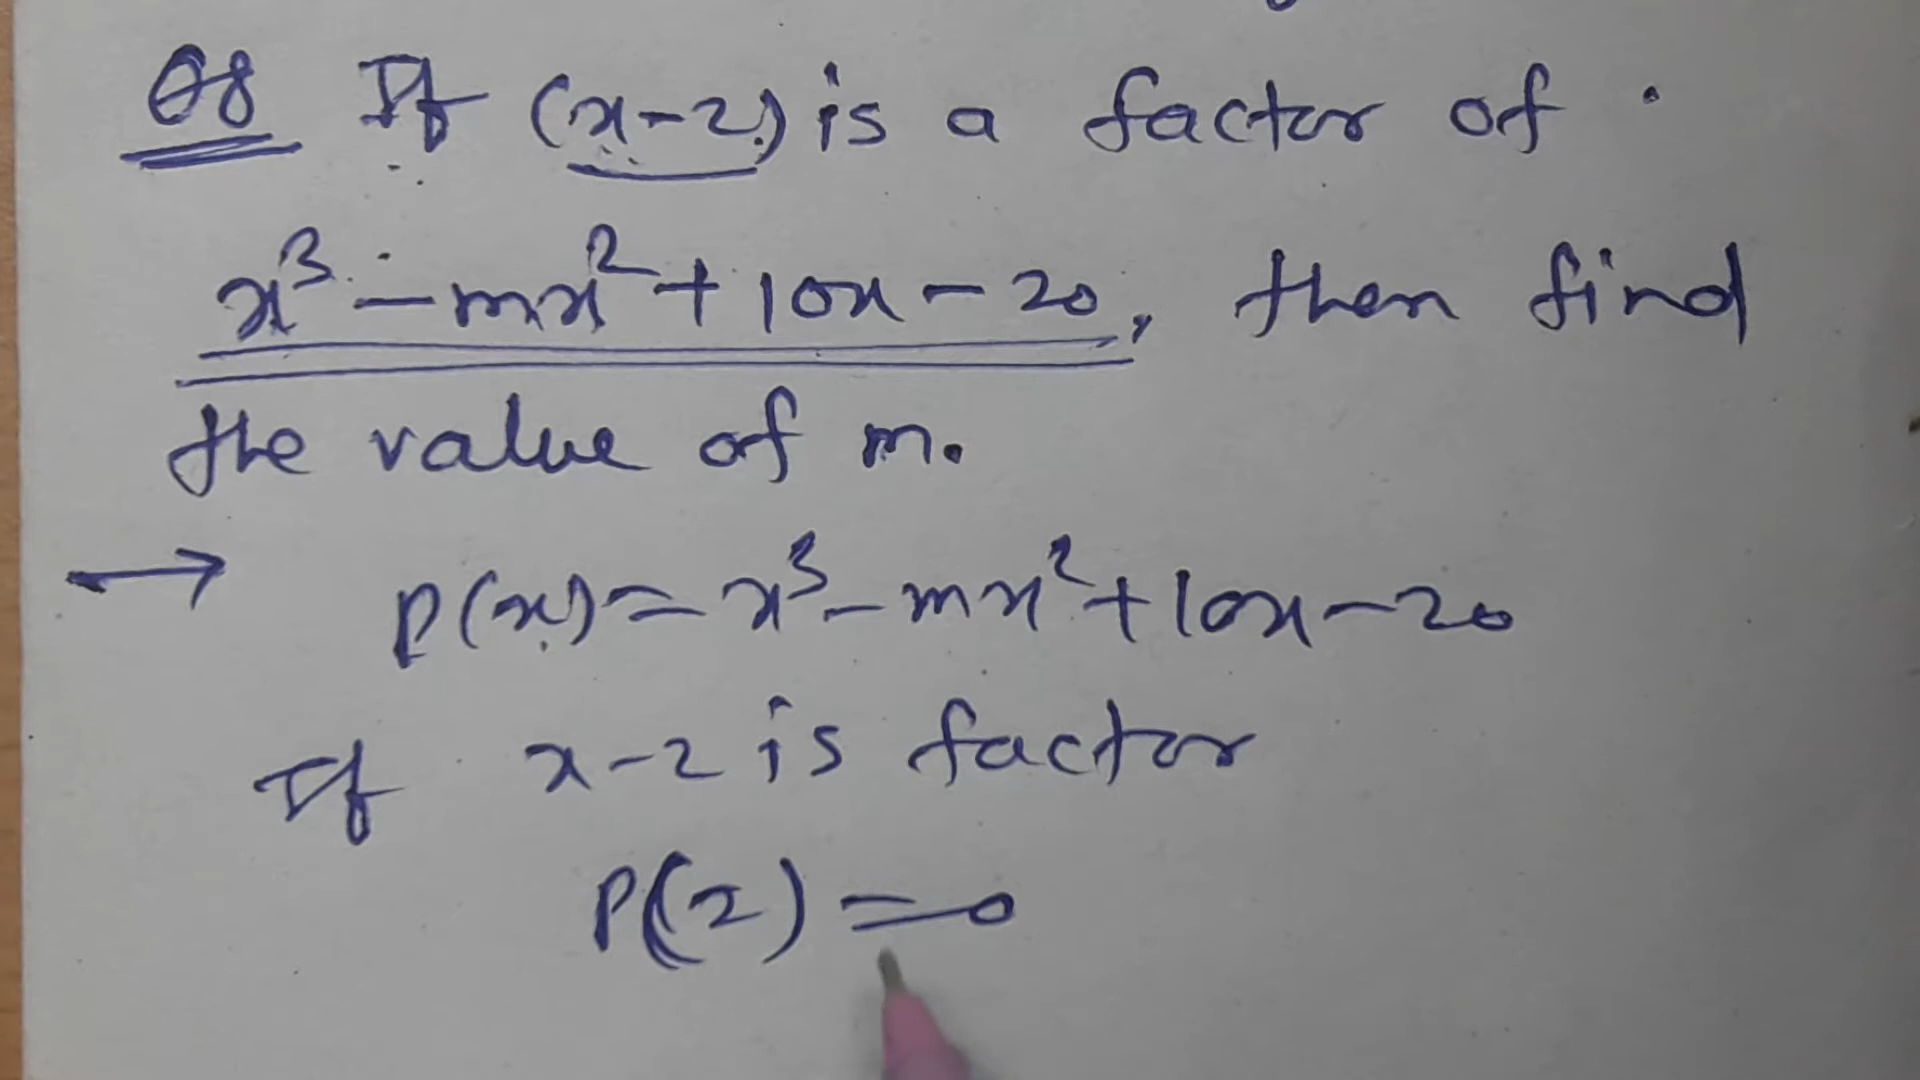 Q8 If (x-2) is a factor of
x³ - mx² + 10x - 20, then find
the value of m.
→ P(x) = x³ - mx² + 10x - 20
If x-2 is factor
P(2) = 0